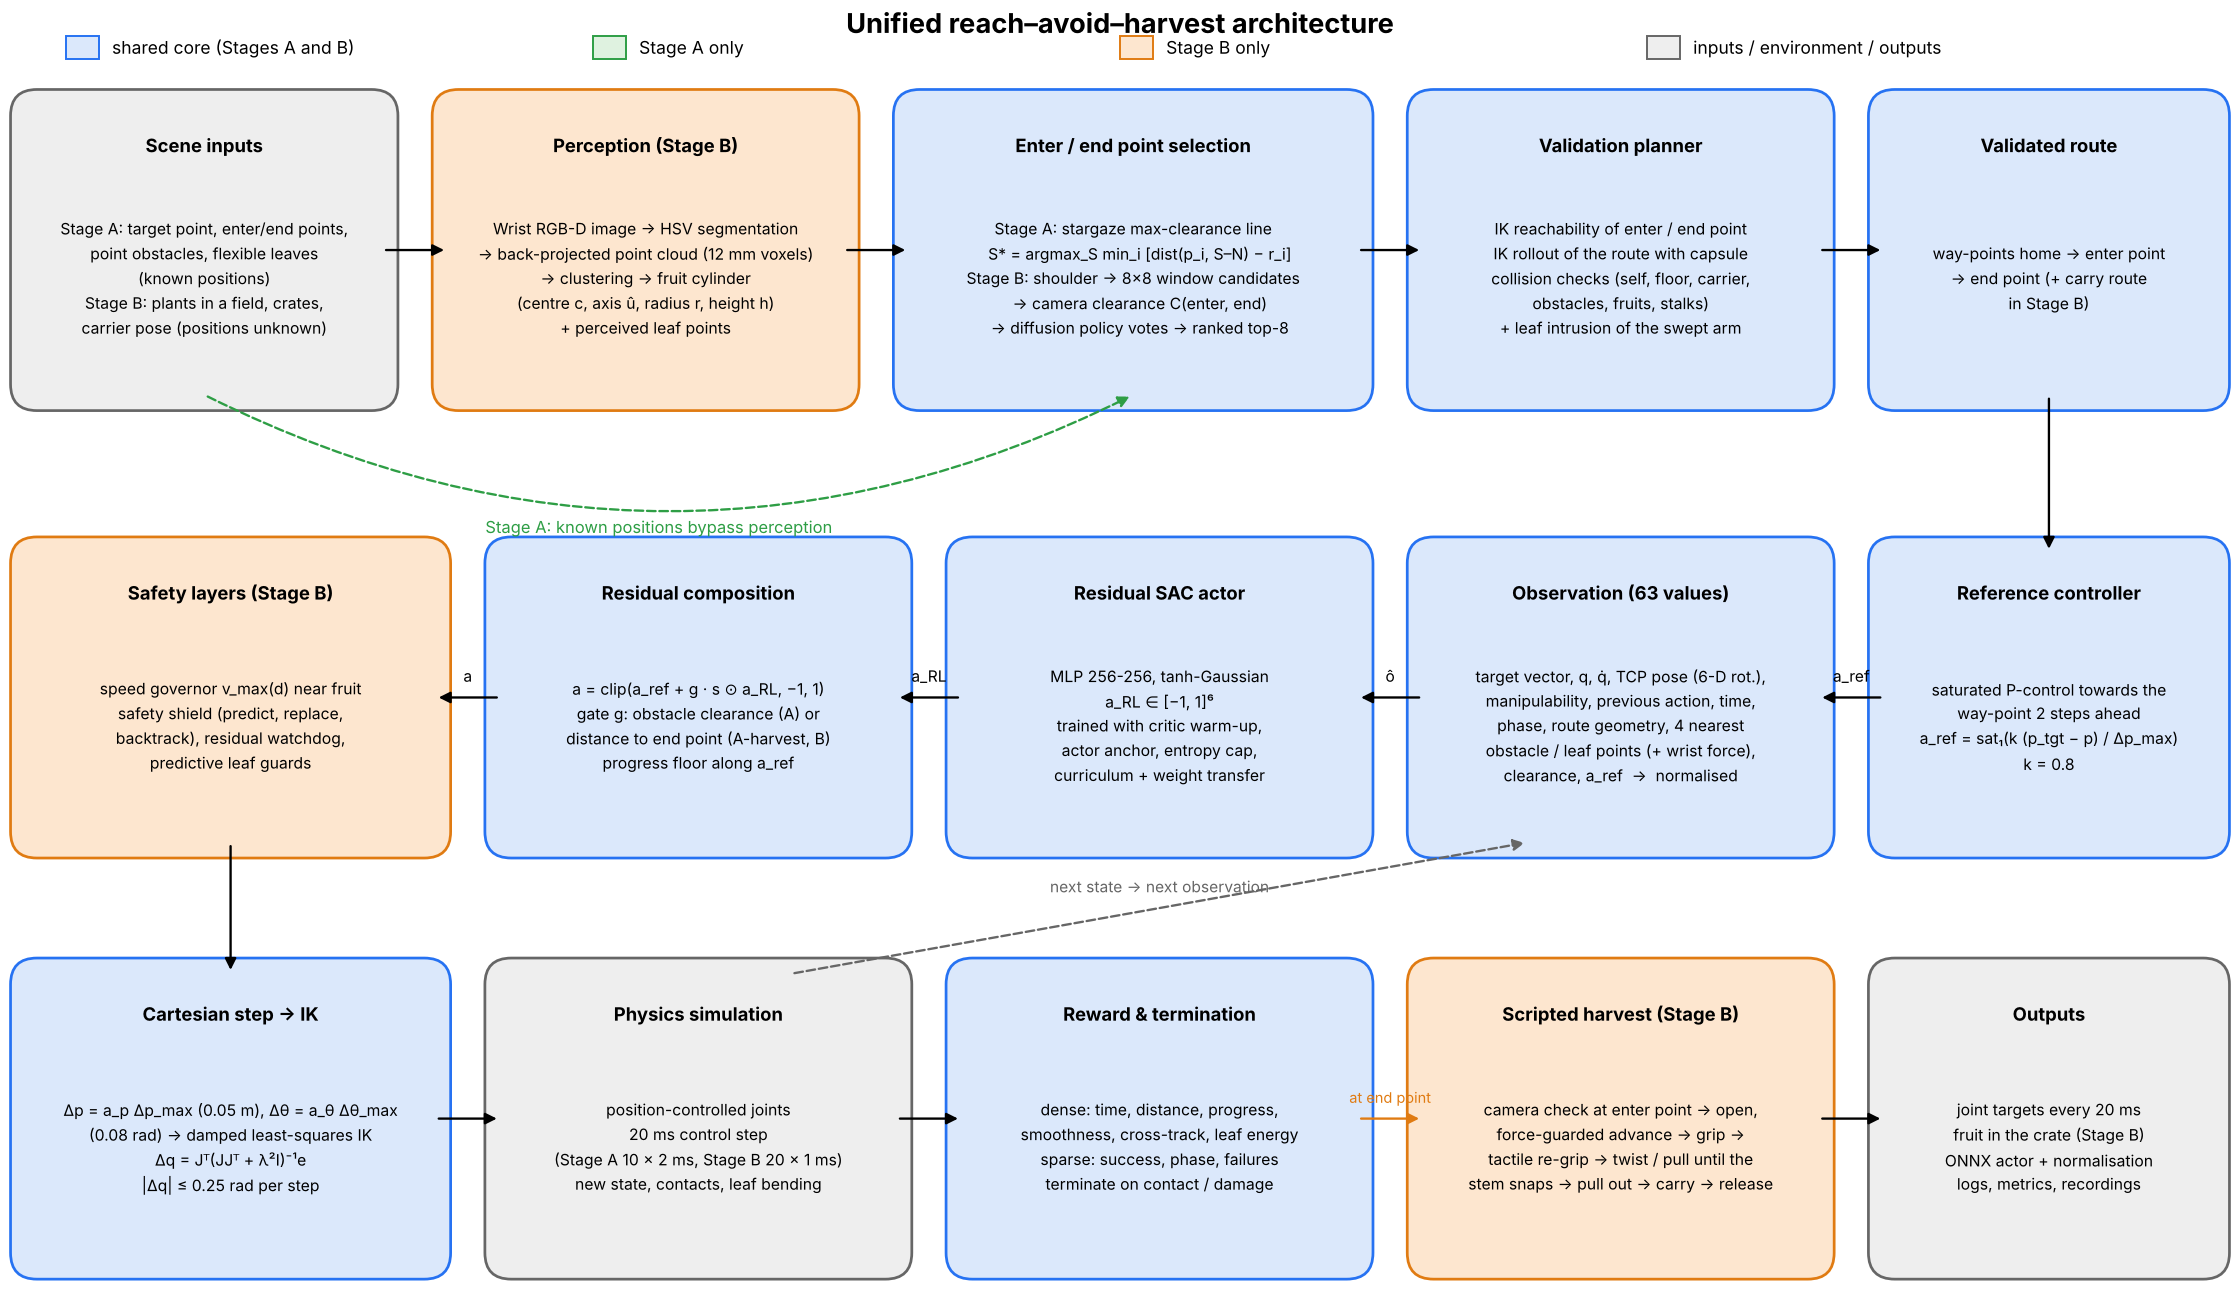 Unified reach–avoid–harvest architecture
shared core (Stages A and B)
Stage A only
Stage B only
inputs / environment / outputs
Scene inputs
Stage A: target point, enter/end points,
point obstacles, flexible leaves
(known positions)
Stage B: plants in a field, crates,
carrier pose (positions unknown)
Perception (Stage B)
Wrist RGB-D image → HSV segmentation
→ back-projected point cloud (12 mm voxels)
→ clustering → fruit cylinder
(centre c, axis û, radius r, height h)
+ perceived leaf points
Enter / end point selection
Stage A: stargaze max-clearance line
S* = argmax_S min_i [dist(p_i, S–N) − r_i]
Stage B: shoulder → 8×8 window candidates
→ camera clearance C(enter, end)
→ diffusion policy votes → ranked top-8
Validation planner
IK reachability of enter / end point
IK rollout of the route with capsule
collision checks (self, floor, carrier,
obstacles, fruits, stalks)
+ leaf intrusion of the swept arm
Validated route
way-points home → enter point
→ end point (+ carry route
in Stage B)
Stage A: known positions bypass perception
Safety layers (Stage B)
speed governor v_max(d) near fruit
safety shield (predict, replace,
backtrack), residual watchdog,
predictive leaf guards
a
Residual composition
a = clip(a_ref + g · s ⊙ a_RL, −1, 1)
gate g: obstacle clearance (A) or
distance to end point (A-harvest, B)
progress floor along a_ref
a_RL
Residual SAC actor
MLP 256-256, tanh-Gaussian
a_RL ∈ [−1, 1]⁶
trained with critic warm-up,
actor anchor, entropy cap,
curriculum + weight transfer
ô
Observation (63 values)
target vector, q, q̇, TCP pose (6-D rot.),
manipulability, previous action, time,
phase, route geometry, 4 nearest
obstacle / leaf points (+ wrist force),
clearance, a_ref → normalised
a_ref
Reference controller
saturated P-control towards the
way-point 2 steps ahead
a_ref = sat₁(k (p_tgt − p) / Δp_max)
k = 0.8
next state → next observation
Cartesian step → IK
Δp = a_p Δp_max (0.05 m), Δθ = a_θ Δθ_max
(0.08 rad) → damped least-squares IK
Δq = Jᵀ(JJᵀ + λ²I)⁻¹e
|Δq| ≤ 0.25 rad per step
Physics simulation
position-controlled joints
20 ms control step
(Stage A 10 × 2 ms, Stage B 20 × 1 ms)
new state, contacts, leaf bending
Reward & termination
dense: time, distance, progress,
smoothness, cross-track, leaf energy
sparse: success, phase, failures
terminate on contact / damage
at end point
Scripted harvest (Stage B)
camera check at enter point → open,
force-guarded advance → grip →
tactile re-grip → twist / pull until the
stem snaps → pull out → carry → release
Outputs
joint targets every 20 ms
fruit in the crate (Stage B)
ONNX actor + normalisation
logs, metrics, recordings